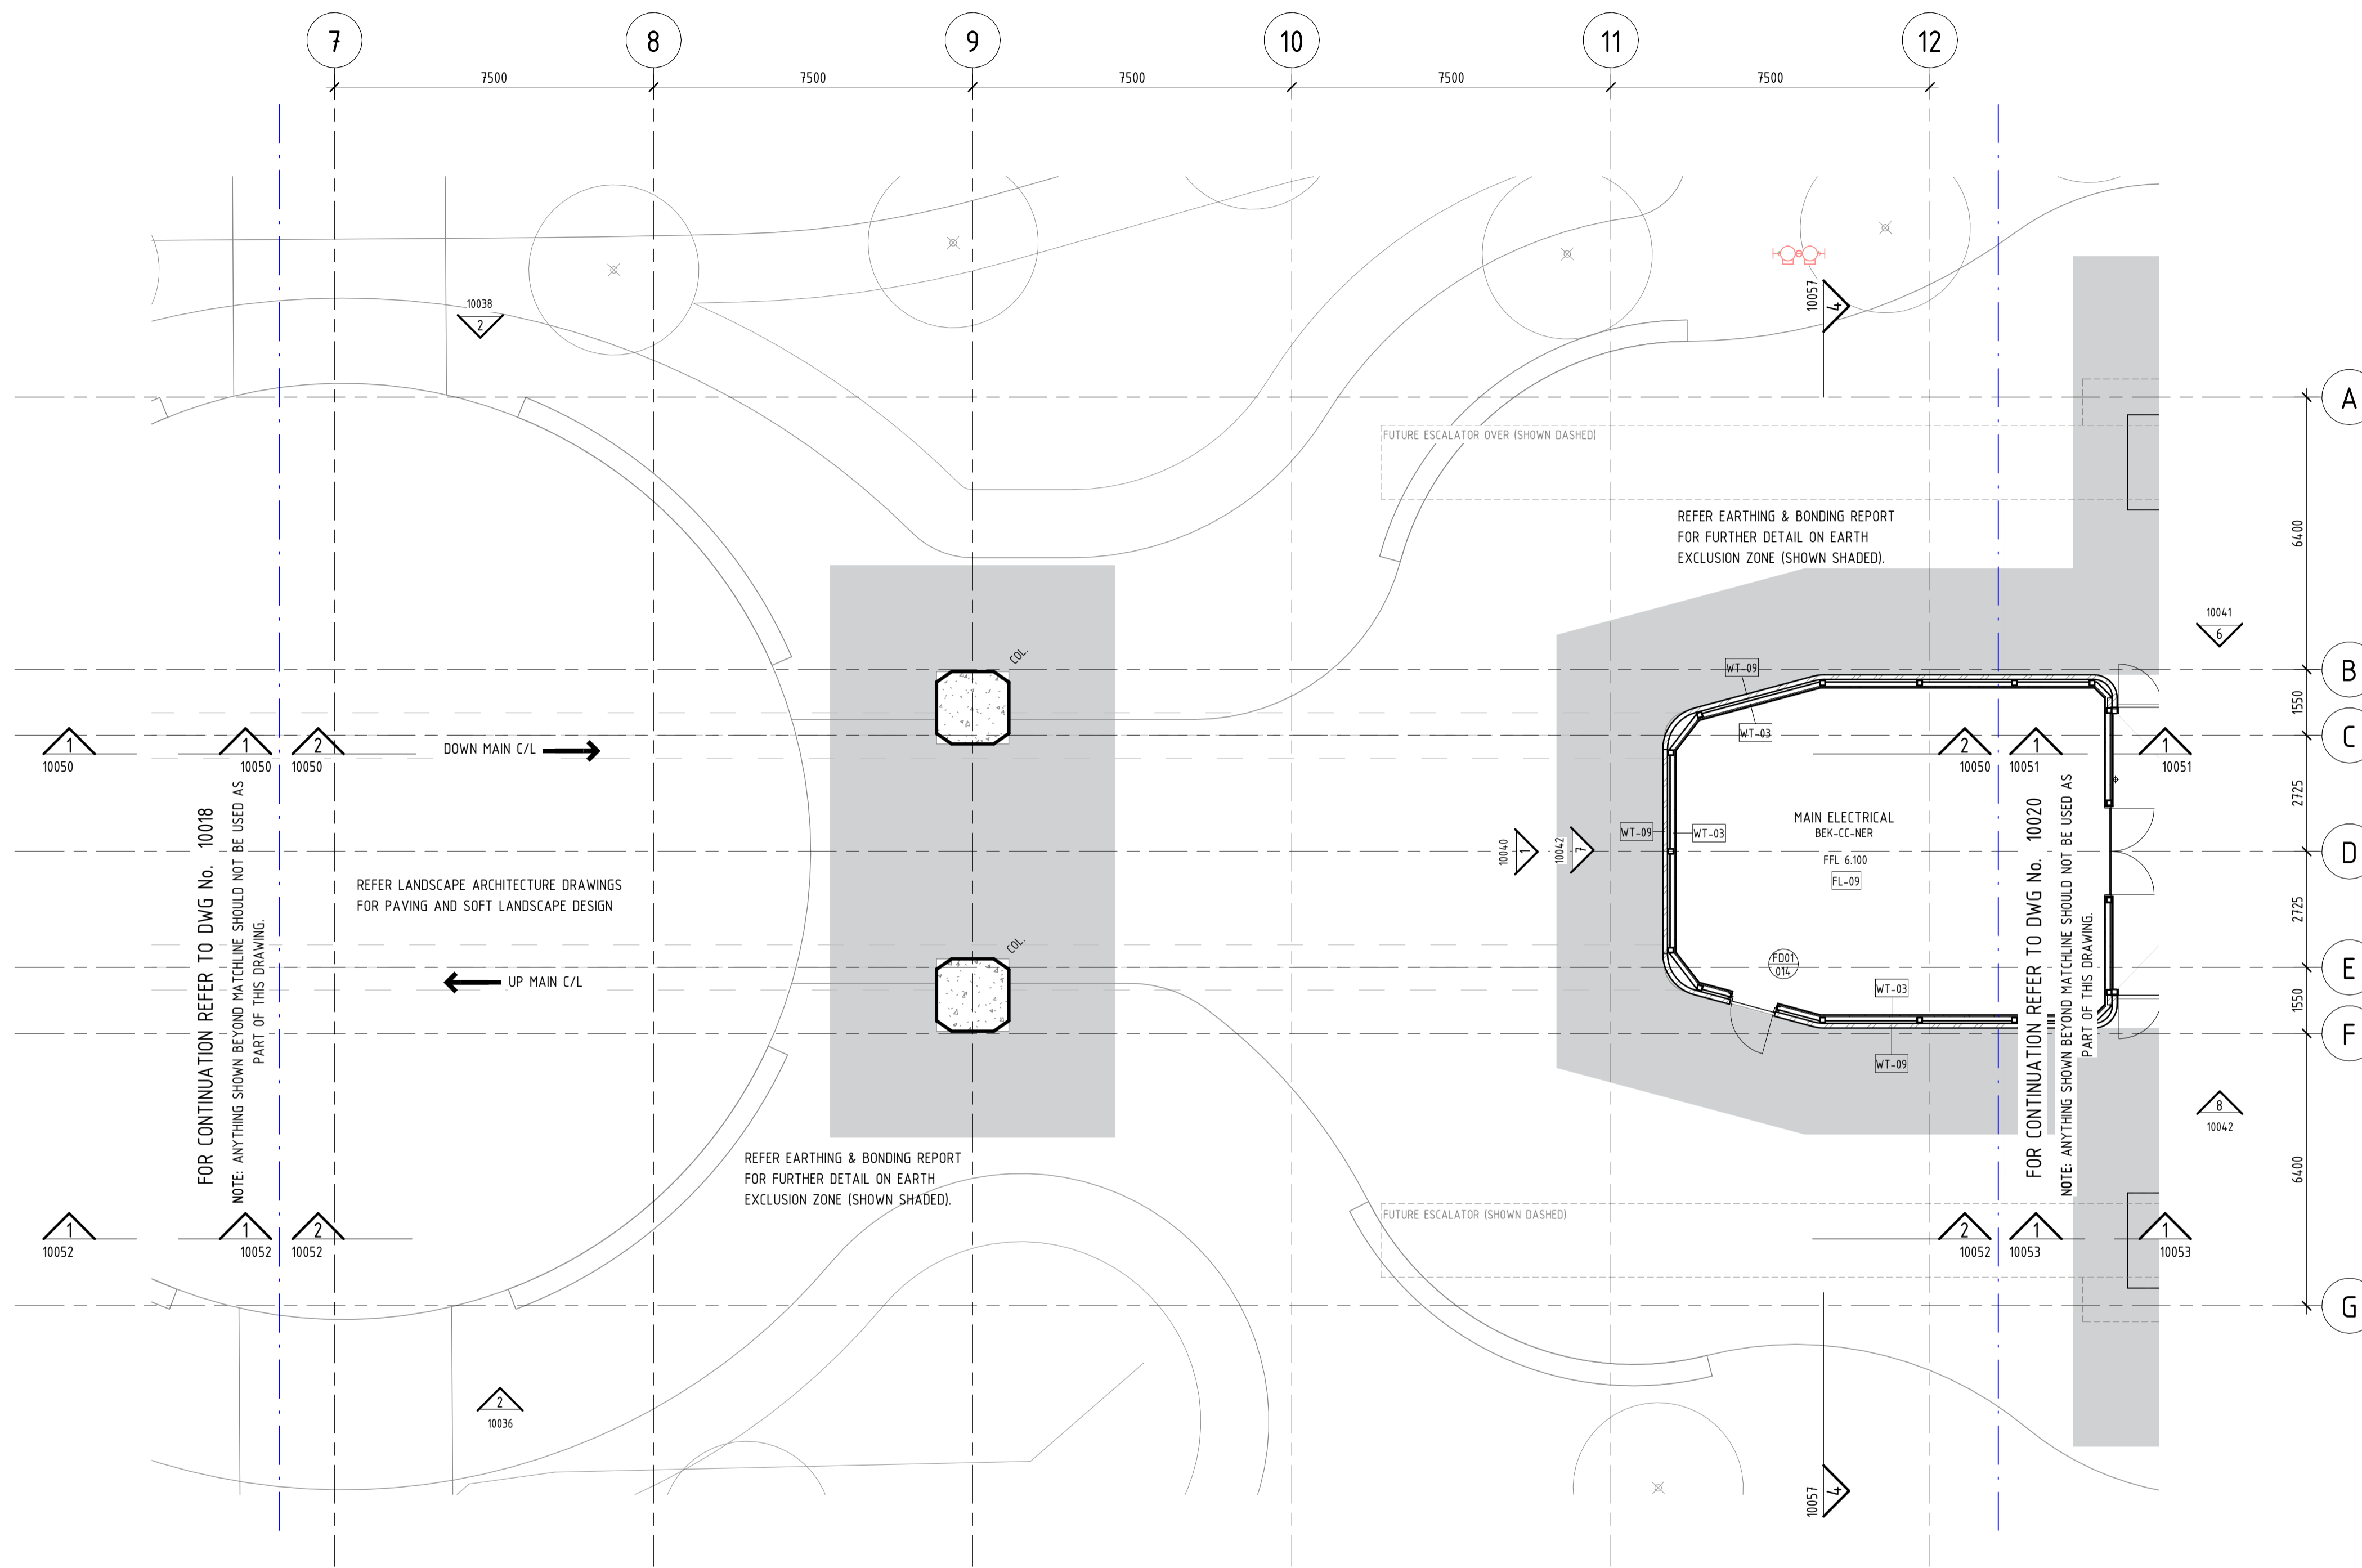 7 8 9 10 11 12
7500 7500 7500 7500 7500
10057
4
10038
2
A
FUTURE ESCALATOR OVER (SHOWN DASHED)
REFER EARTHING & BONDING REPORT
FOR FURTHER DETAIL ON EARTH
EXCLUSION ZONE (SHOWN SHADED).
6400
10041
6
COL.
WT-09
B
1550
WT-03
C
1
10050
1
10050
2
10050
DOWN MAIN C/L
2
10050
1
10051
1
10051
2725
FOR CONTINUATION REFER TO DWG No. 10018
NOTE: ANYTHING SHOWN BEYOND MATCHLINE SHOULD NOT BE USED AS
PART OF THIS DRAWING.
10040
1
10042
7
WT-09
WT-03
MAIN ELECTRICAL
BEK-CC-NER
FFL 6.100
FL-09
FOR CONTINUATION REFER TO DWG No. 10020
NOTE: ANYTHING SHOWN BEYOND MATCHLINE SHOULD NOT BE USED AS
PART OF THIS DRAWING.
D
REFER LANDSCAPE ARCHITECTURE DRAWINGS
FOR PAVING AND SOFT LANDSCAPE DESIGN
2725
COL.
FD01
014
E
UP MAIN C/L
WT-03
1550
F
WT-09
8
10042
REFER EARTHING & BONDING REPORT
FOR FURTHER DETAIL ON EARTH
EXCLUSION ZONE (SHOWN SHADED).
6400
FUTURE ESCALATOR (SHOWN DASHED)
1
10052
1
10052
2
10052
2
10052
1
10053
1
10053
G
2
10036
10057
4